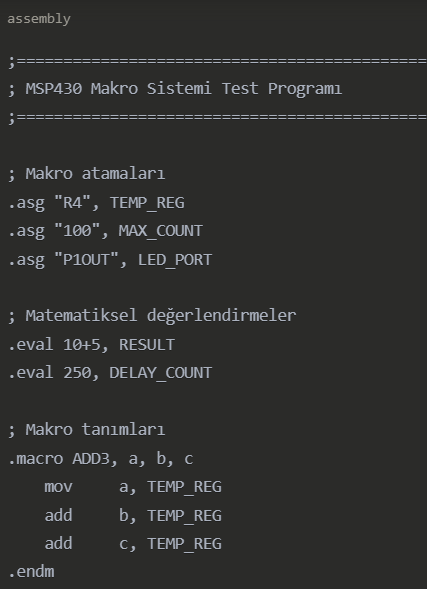 assembly
;============================================
; MSP430 Makro Sistemi Test Programı
;============================================
; Makro atamaları
.asg "R4", TEMP_REG
.asg "100", MAX_COUNT
.asg "P1OUT", LED_PORT
; Matematiksel değerlendirmeler
.eval 10+5, RESULT
.eval 250, DELAY_COUNT
; Makro tanımları
.macro ADD3, a, b, c
    mov     a, TEMP_REG
    add     b, TEMP_REG
    add     c, TEMP_REG
.endm